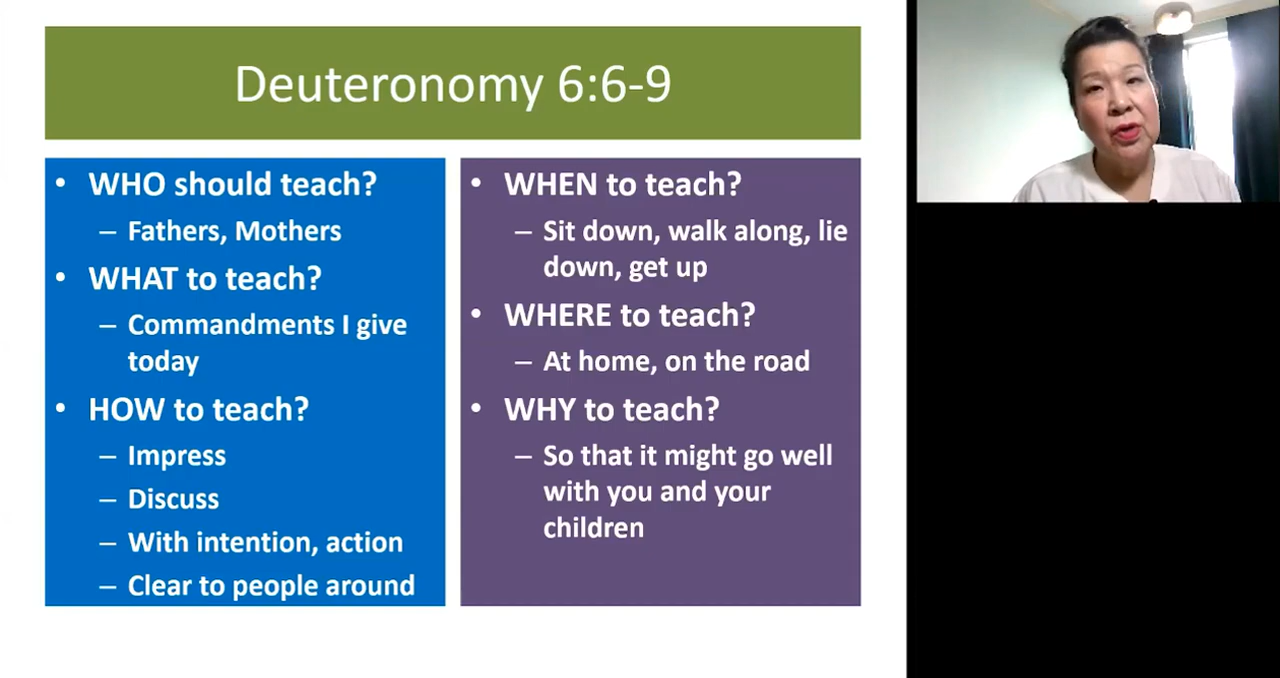 Deuteronomy 6:6-9
• WHO should teach?
– Fathers, Mothers
• WHAT to teach?
– Commandments I give
today
• HOW to teach?
– Impress
– Discuss
– With intention, action
– Clear to people around
• WHEN to teach?
– Sit down, walk along, lie
down, get up
• WHERE to teach?
– At home, on the road
• WHY to teach?
– So that it might go well
with you and your
children